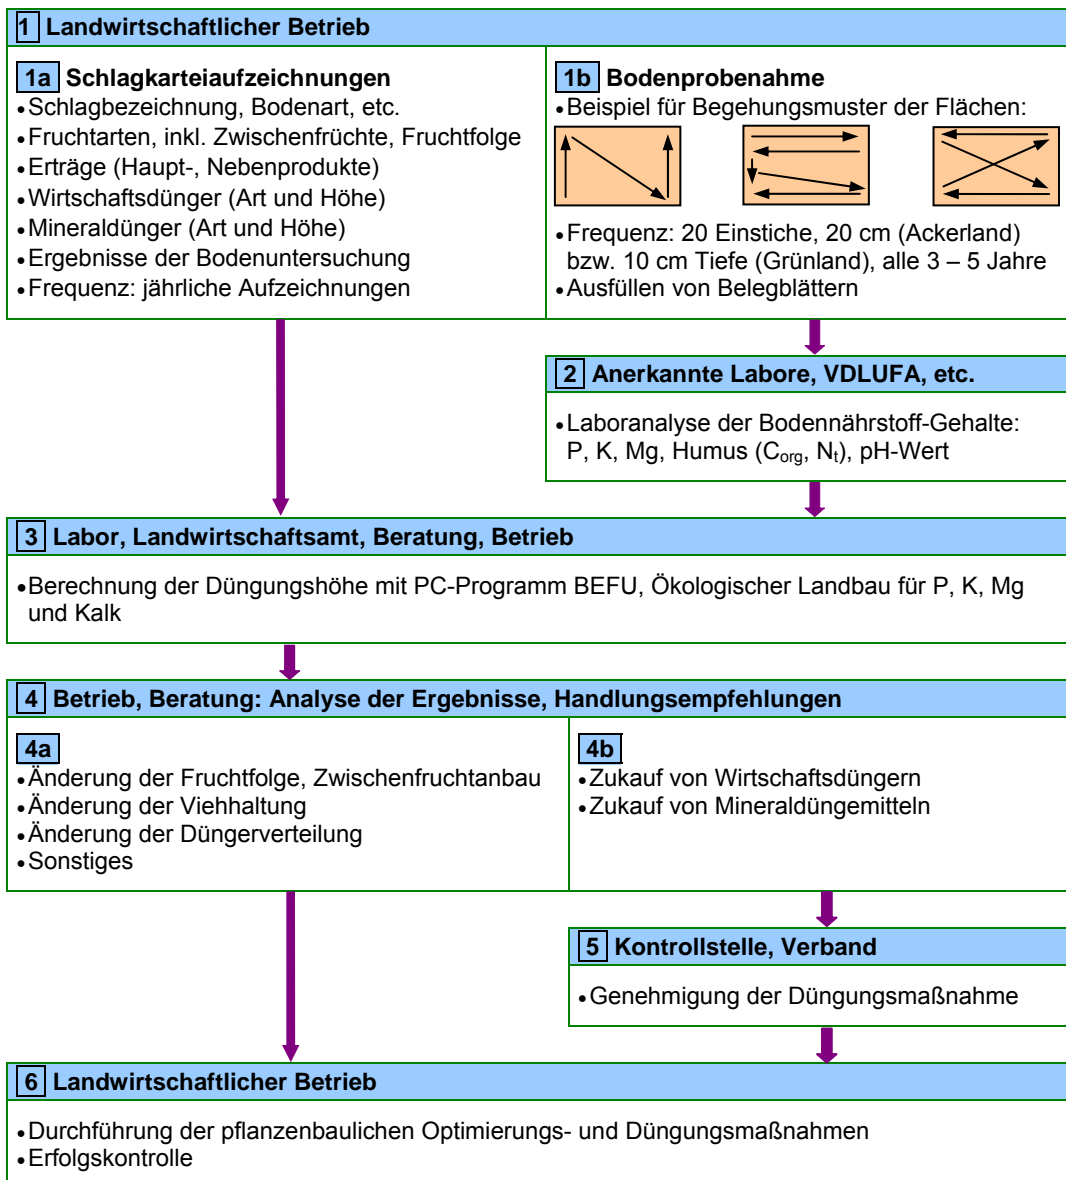 1 Landwirtschaftlicher Betrieb
1a Schlagkarteiaufzeichnungen
•Schlagbezeichnung, Bodenart, etc.
•Fruchtarten, inkl. Zwischenfrüchte, Fruchtfolge
•Erträge (Haupt-, Nebenprodukte)
•Wirtschaftsdünger (Art und Höhe)
•Mineraldünger (Art und Höhe)
•Ergebnisse der Bodenuntersuchung
•Frequenz: jährliche Aufzeichnungen
1b Bodenprobenahme
•Beispiel für Begehungsmuster der Flächen:
•Frequenz: 20 Einstiche, 20 cm (Ackerland)
bzw. 10 cm Tiefe (Grünland), alle 3 – 5 Jahre
•Ausfüllen von Belegblättern
2 Anerkannte Labore, VDLUFA, etc.
•Laboranalyse der Bodennährstoff-Gehalte:
P, K, Mg, Humus (Corg, Nt), pH-Wert
3 Labor, Landwirtschaftsamt, Beratung, Betrieb
•Berechnung der Düngungshöhe mit PC-Programm BEFU, Ökologischer Landbau für P, K, Mg
und Kalk
4 Betrieb, Beratung: Analyse der Ergebnisse, Handlungsempfehlungen
4a
•Änderung der Fruchtfolge, Zwischenfruchtanbau
•Änderung der Viehhaltung
•Änderung der Düngerverteilung
•Sonstiges
4b
•Zukauf von Wirtschaftsdüngern
•Zukauf von Mineraldüngemitteln
5 Kontrollstelle, Verband
•Genehmigung der Düngungsmaßnahme
6 Landwirtschaftlicher Betrieb
•Durchführung der pflanzenbaulichen Optimierungs- und Düngungsmaßnahmen
•Erfolgskontrolle